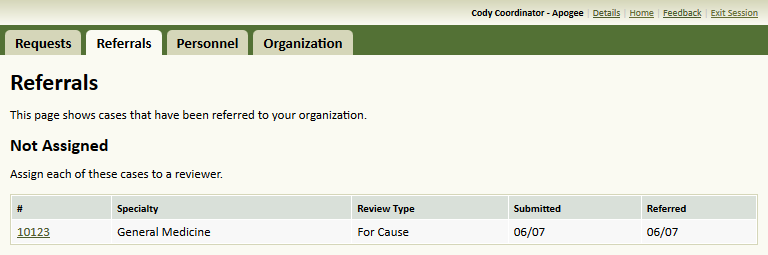 Cody Coordinator - Apogee | Details | Home | Feedback | Exit Session
Requests Referrals Personnel Organization
Referrals
This page shows cases that have been referred to your organization.
Not Assigned
Assign each of these cases to a reviewer.
# Specialty Review Type Submitted Referred
10123 General Medicine For Cause 06/07 06/07